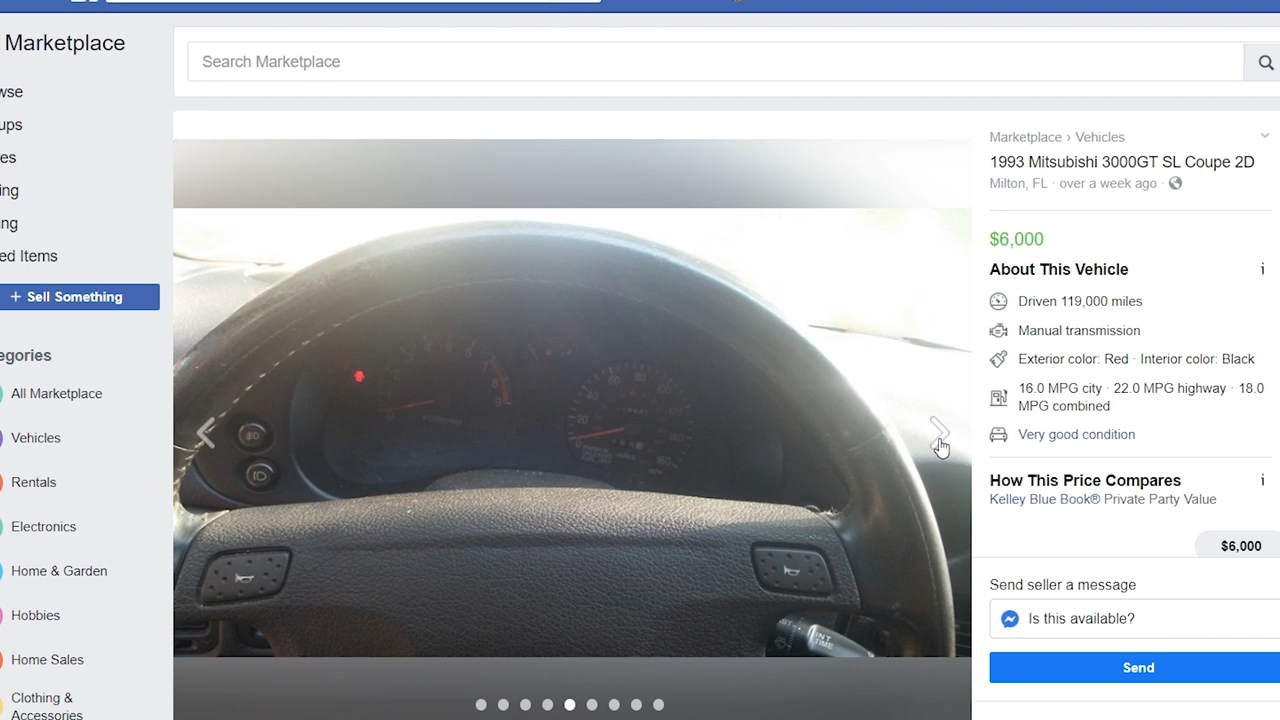 Marketplace
Search Marketplace
wse
ups
es
ing
ing
ed Items
+ Sell Something
egories
All Marketplace
Vehicles
Rentals
Electronics
Home & Garden
Hobbies
Home Sales
Clothing &
Accessories
Marketplace › Vehicles
1993 Mitsubishi 3000GT SL Coupe 2D
Milton, FL · over a week ago ·
$6,000
About This Vehicle
i
Driven 119,000 miles
Manual transmission
Exterior color: Red · Interior color: Black
16.0 MPG city · 22.0 MPG highway · 18.0
MPG combined
Very good condition
How This Price Compares
i
Kelley Blue Book® Private Party Value
$6,000
Send seller a message
Is this available?
Send
INT
TIME